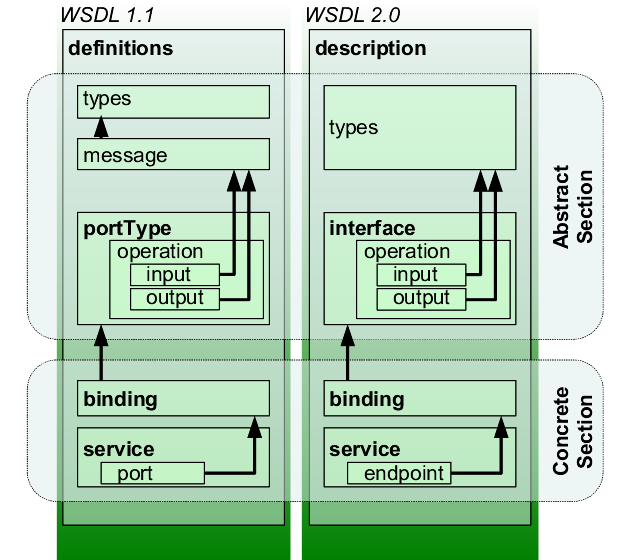 WSDL 1.1
definitions
types
message
portType
operation
input
output
binding
service
port
WSDL 2.0
description
types
interface
operation
input
output
binding
service
endpoint
Abstract
Section
Concrete
Section